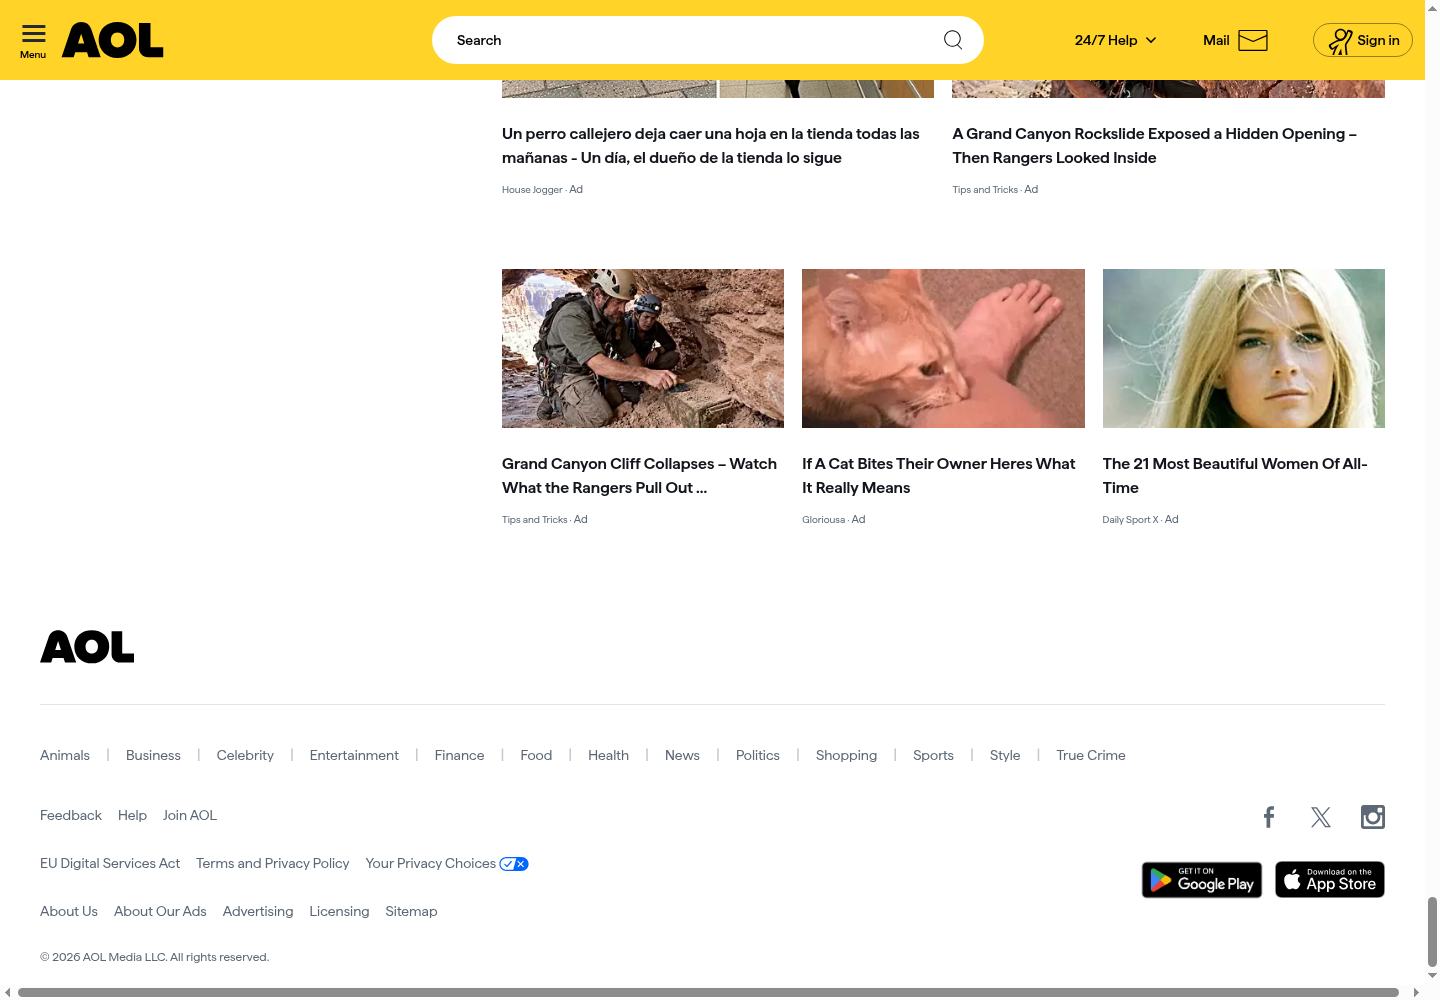 Menu
AOL
Search
24/7 Help
Mail
Sign in
Un perro callejero deja caer una hoja en la tienda todas las
mañanas - Un día, el dueño de la tienda lo sigue
House Jogger · Ad
A Grand Canyon Rockslide Exposed a Hidden Opening –
Then Rangers Looked Inside
Tips and Tricks · Ad
Grand Canyon Cliff Collapses – Watch
What the Rangers Pull Out ...
Tips and Tricks · Ad
If A Cat Bites Their Owner Heres What
It Really Means
Gloriousa · Ad
The 21 Most Beautiful Women Of All-
Time
Daily Sport X · Ad
AOL
Animals | Business | Celebrity | Entertainment | Finance | Food | Health | News | Politics | Shopping | Sports | Style | True Crime
Feedback Help Join AOL
EU Digital Services Act Terms and Privacy Policy Your Privacy Choices
GET IT ON
Google Play
Download on the
App Store
About Us About Our Ads Advertising Licensing Sitemap
© 2026 AOL Media LLC. All rights reserved.